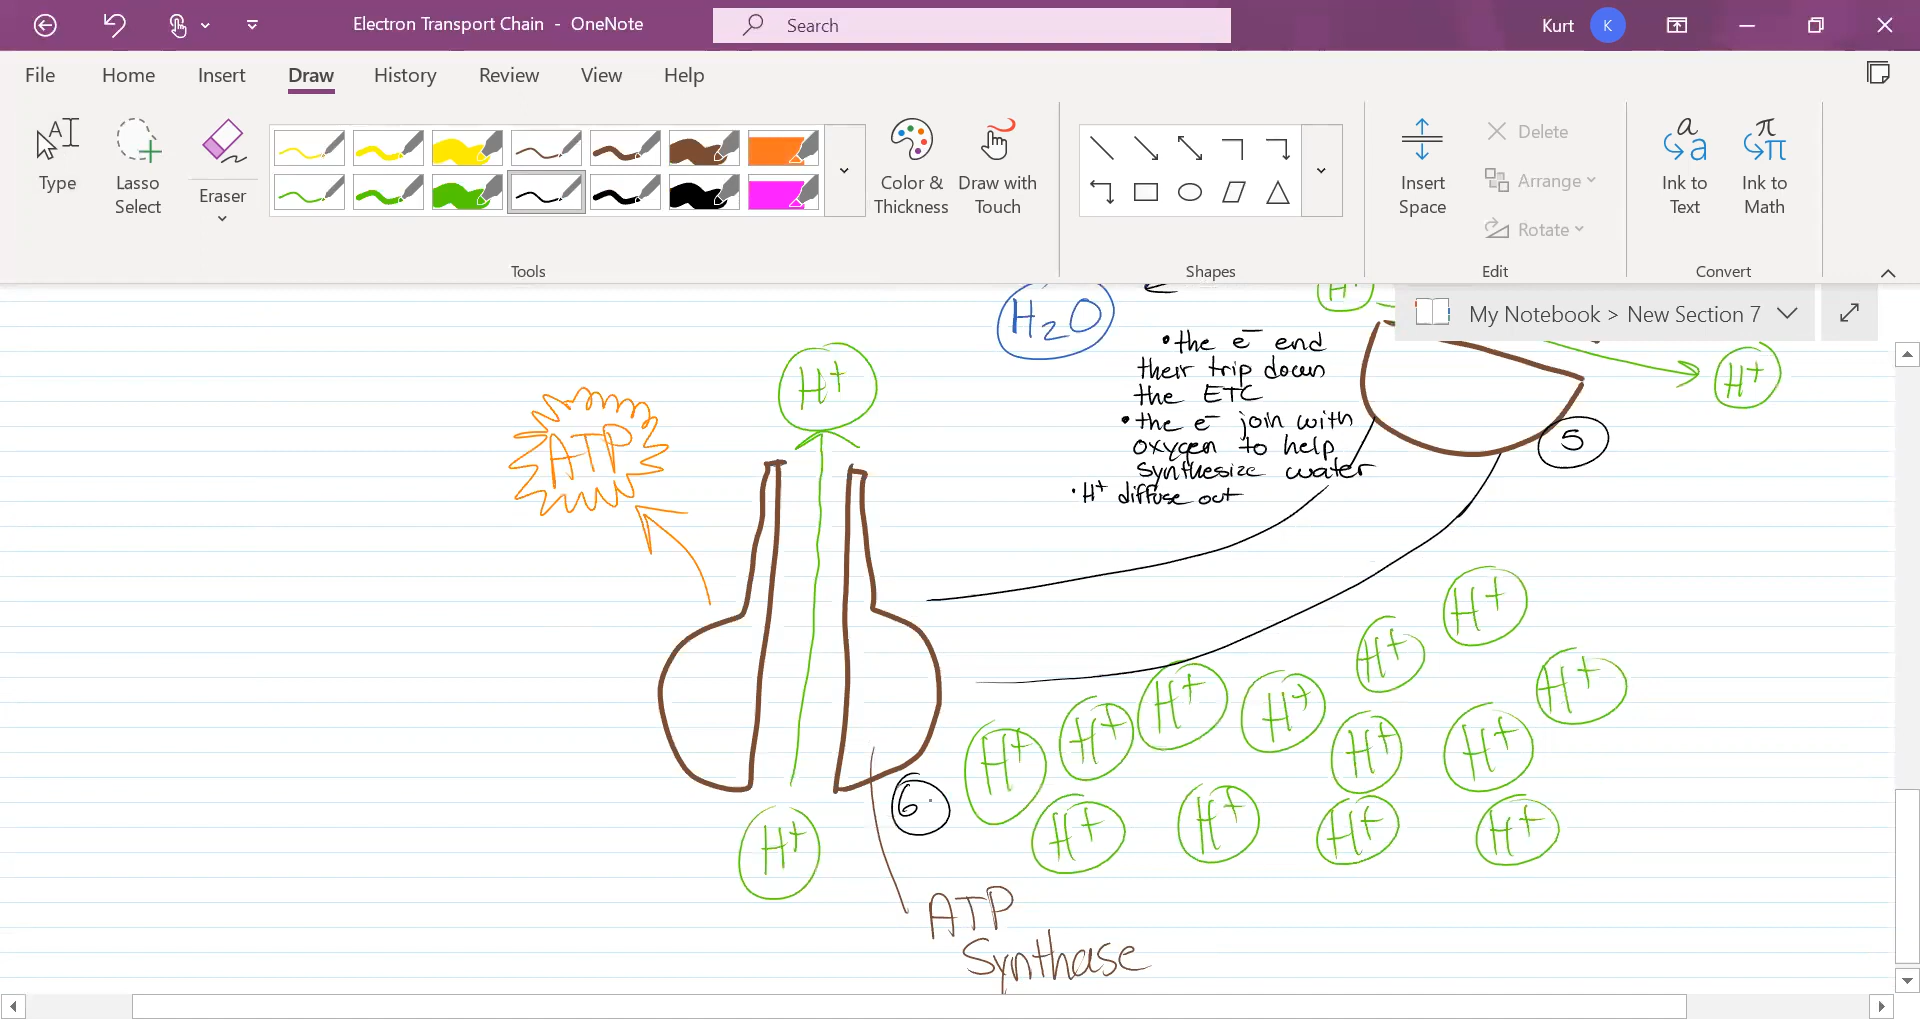 Electron Transport Chain - OneNote
Search
Kurt
K
File
Home
Insert
Draw
History
Review
View
Help
Type
Lasso
Select
Eraser
Color &
Thickness
Draw with
Touch
Tools
Shapes
Insert
Space
Delete
Arrange
Rotate
Edit
Ink to
Text
Ink to
Math
Convert
My Notebook > New Section 7
H₂O
H⁺
• the e⁻ end
their trip down
the ETC
• the e⁻ join with
oxygen to help
synthesize water
• H⁺ diffuse out
H⁺
5
H⁺
ATP
H⁺
H⁺
H⁺
H⁺
H⁺
H⁺
H⁺
H⁺
H⁺
H⁺
H⁺
H⁺
H⁺
H⁺
6
H⁺
ATP
Synthase